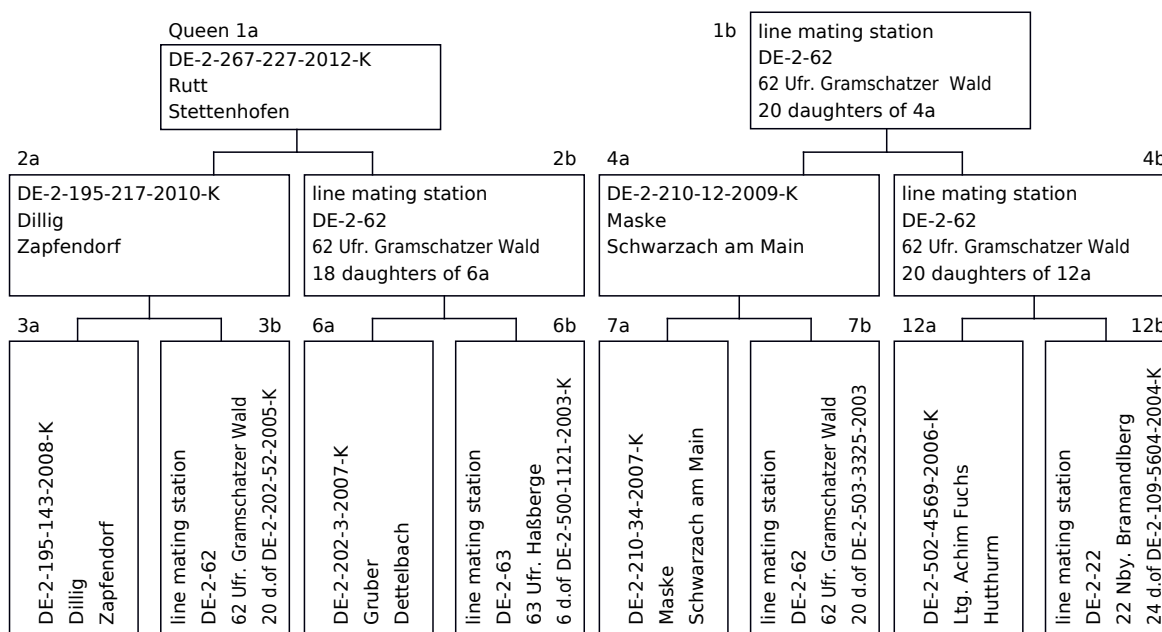 Queen 1a
DE-2-267-227-2012-K
Rutt
Stettenhofen
1b
line mating station
DE-2-62
62 Ufr. Gramschatzer Wald
20 daughters of 4a
2a
DE-2-195-217-2010-K
Dillig
Zapfendorf
2b
line mating station
DE-2-62
62 Ufr. Gramschatzer Wald
18 daughters of 6a
4a
DE-2-210-12-2009-K
Maske
Schwarzach am Main
4b
line mating station
DE-2-62
62 Ufr. Gramschatzer Wald
20 daughters of 12a
3a
DE-2-195-143-2008-K
Dillig
Zapfendorf
3b
line mating station
DE-2-62
62 Ufr. Gramschatzer Wald
20 d.of DE-2-202-52-2005-K
6a
DE-2-202-3-2007-K
Gruber
Dettelbach
6b
line mating station
DE-2-63
63 Ufr. Haßberge
6 d.of DE-2-500-1121-2003-K
7a
DE-2-210-34-2007-K
Maske
Schwarzach am Main
7b
line mating station
DE-2-62
62 Ufr. Gramschatzer Wald
20 d.of DE-2-503-3325-2003
12a
DE-2-502-4569-2006-K
Ltg. Achim Fuchs
Hutthurm
12b
line mating station
DE-2-22
22 Nby. Bramandlberg
24 d.of DE-2-109-5604-2004-K